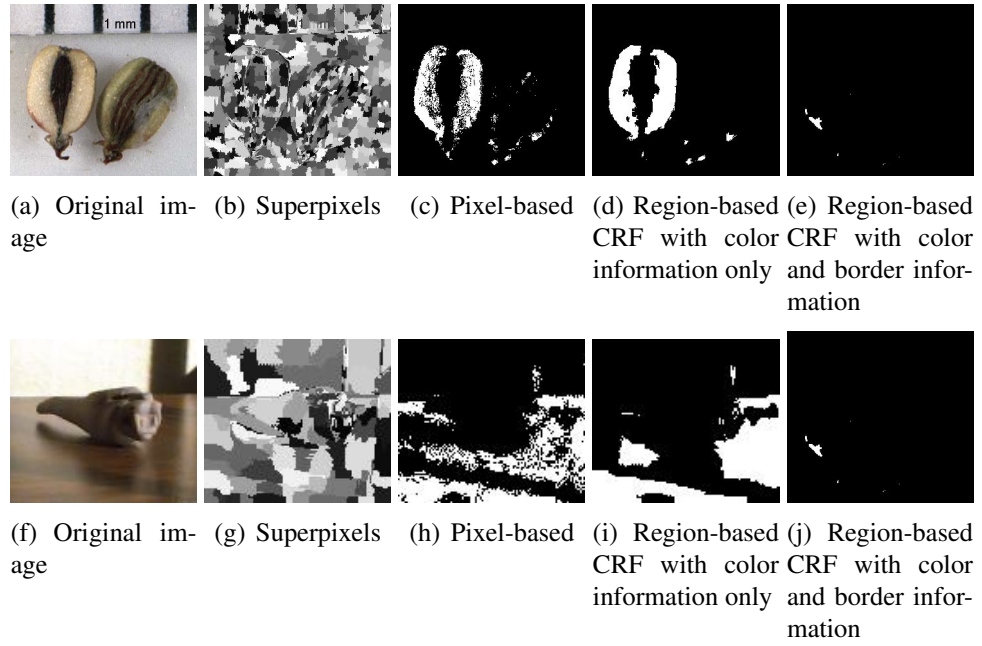 1 mm
(a) Original im-
age
(b) Superpixels
(c) Pixel-based
(d) Region-based
CRF with color
information only
(e) Region-based
CRF with color
and border infor-
mation
(f) Original im-
age
(g) Superpixels
(h) Pixel-based
(i) Region-based
CRF with color
information only
(j) Region-based
CRF with color
and border infor-
mation